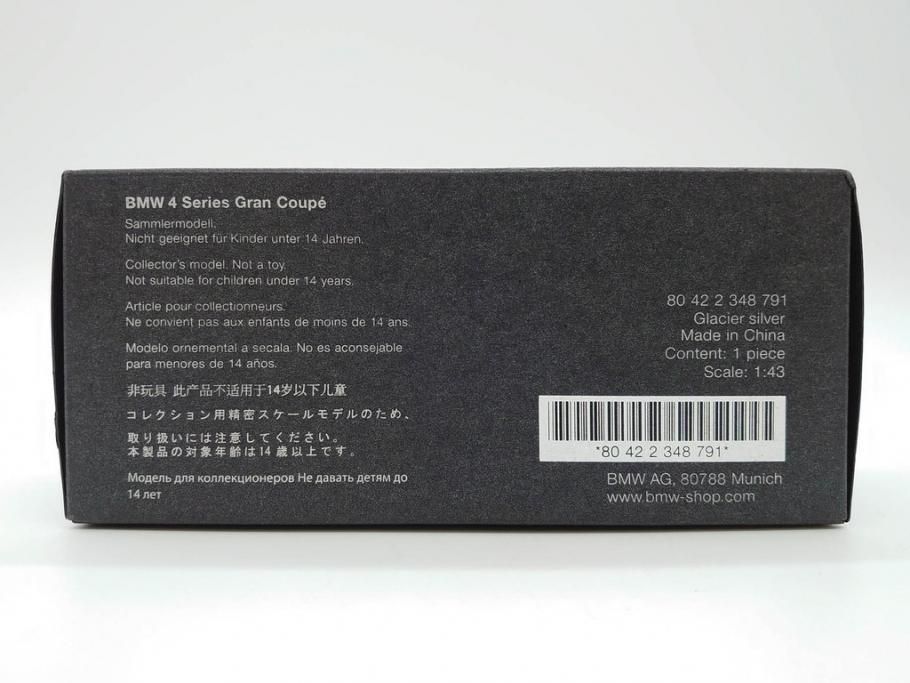 BMW 4 Series Gran Coupé
Sammlermodell.
Nicht geeignet für Kinder unter 14 Jahren.
Collector's model. Not a toy.
Not suitable for children under 14 years.
Article pour collectionneurs.
Ne convient pas aux enfants de moins de 14 ans.
Modelo ornemental a secala. No es aconsejable
para menores de 14 años.
非玩具 此产品不适用于14岁以下儿童
コレクション用精密スケールモデルのため、
取り扱いには注意してください。
本製品の対象年齢は14歳以上です。
Модель для коллекционеров Не давать детям до
14 лет
80 42 2 348 791
Glacier silver
Made in China
Content: 1 piece
Scale: 1:43
*80 42 2 348 791*
BMW AG, 80788 Munich
www.bmw-shop.com